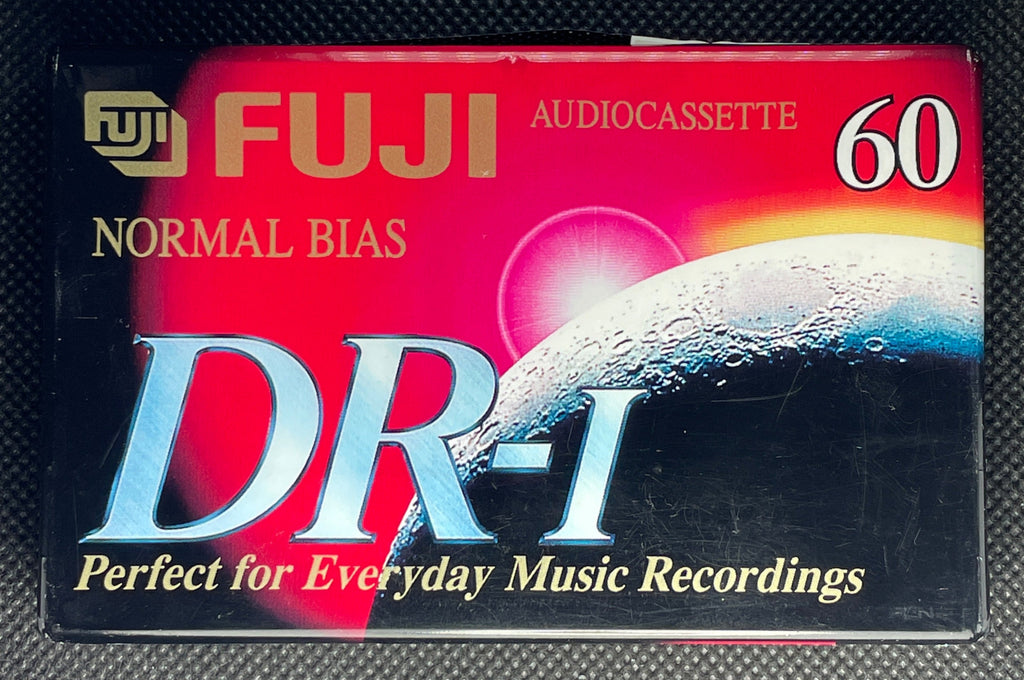 FUJI FUJI AUDIOCASSETTE 60
NORMAL BIAS
DR-I
Perfect for Everyday Music Recordings